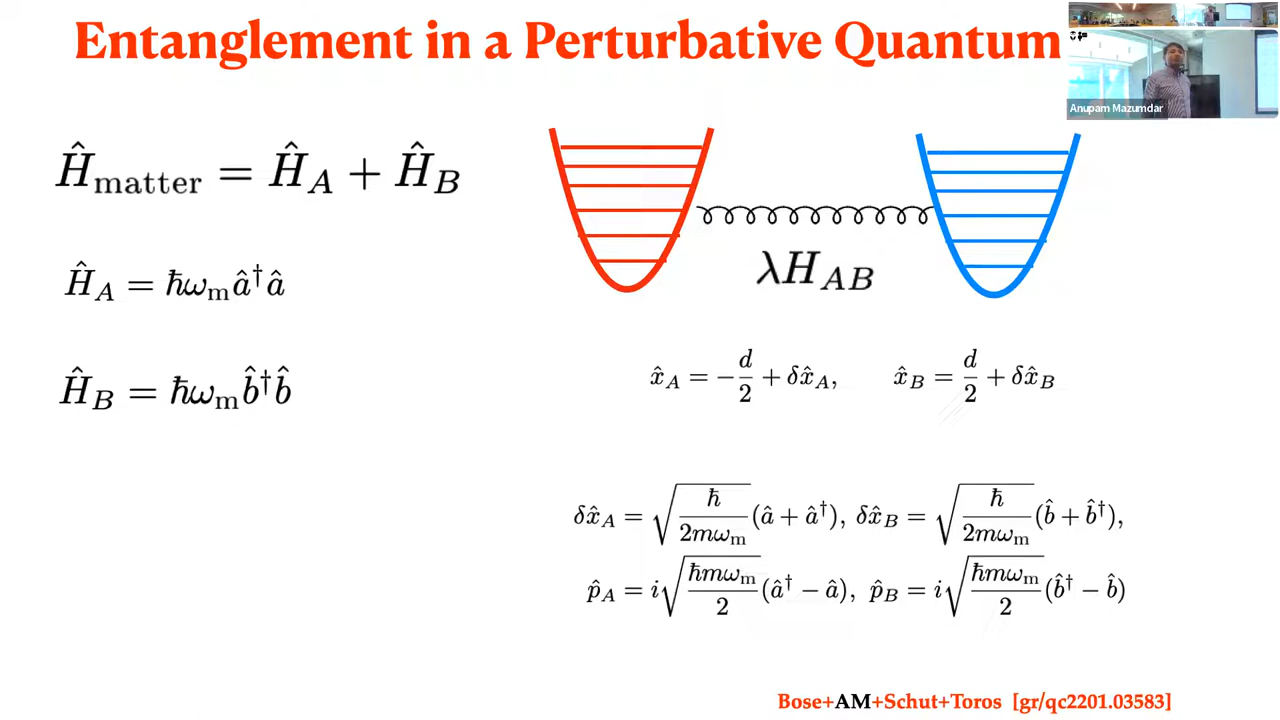 Entanglement in a Perturbative Quantum
Anupam Mazumdar
Ĥ_matter = Ĥ_A + Ĥ_B
Ĥ_A = ħω_m â†â
Ĥ_B = ħω_m b̂†b̂
λH_AB
x̂_A = −d/2 + δx̂_A,   x̂_B = d/2 + δx̂_B
δx̂_A = √(ħ/2mω_m)(â + â†), δx̂_B = √(ħ/2mω_m)(b̂ + b̂†),
p̂_A = i√(ħmω_m/2)(â† − â), p̂_B = i√(ħmω_m/2)(b̂† − b̂)
Bose+AM+Schut+Toros [gr/qc2201.03583]